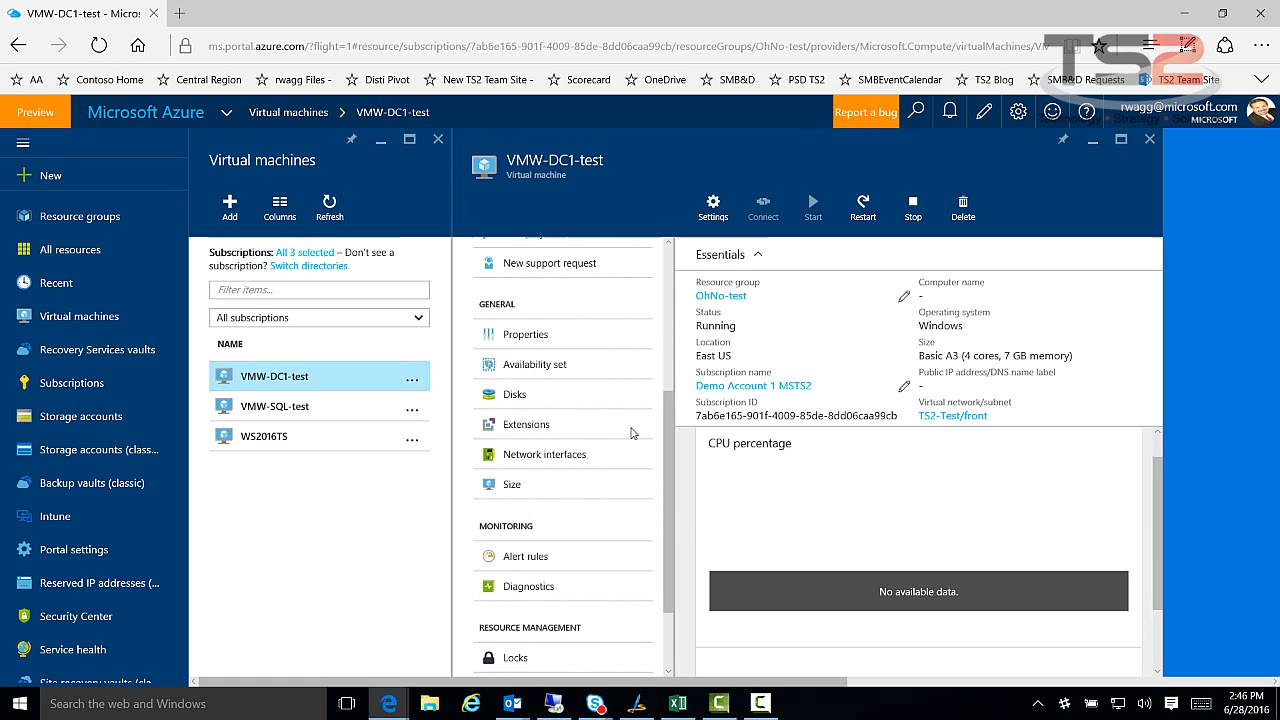 VMW-DC1-test - Micros
ms.portal.azure.com/?flight=1
subscriptions/7ab6e165-901f-4009-85de-8dd06caa99cb/resourceGroups/OhNo-test/providers/Microsoft.Compute/virtualMachines/VM
AA
Contoso Home
Central Region
rwagg Files -
Disti Pivot
New TS2 Team Site -
Scorecard
OneDrive
SMB&D
PSD TS2
SMBEventCalendar
TS2 Blog
SMB&D Requests
TS2 Team Site
TS2
Preview
Microsoft Azure
Virtual machines
VMW-DC1-test
Report a bug
rwagg@microsoft.com
MICROSOFT
New
Resource groups
All resources
Recent
Virtual machines
Recovery Services vaults
Subscriptions
Storage accounts
Storage accounts (class...
Backup vaults (classic)
Intune
Portal settings
Reserved IP addresses (...
Security Center
Service health
Site recovery vaults (cla
Virtual machines
Add
Columns
Refresh
Subscriptions: All 3 selected – Don't see a
subscription? Switch directories
Filter items...
All subscriptions
NAME
VMW-DC1-test ...
VMW-SQL-test ...
WS2016TS ...
VMW-DC1-test
Virtual machine
Settings
Connect
Start
Restart
Stop
Delete
New support request
GENERAL
Properties
Availability set
Disks
Extensions
Network interfaces
Size
MONITORING
Alert rules
Diagnostics
RESOURCE MANAGEMENT
Locks
Essentials
Resource group
OhNo-test
Status
Running
Location
East US
Subscription name
Demo Account 1 MSTS2
Subscription ID
7ab6e165-901f-4009-85de-8dd06caa99cb
Computer name
-
Operating system
Windows
Size
Basic A3 (4 cores, 7 GB memory)
Public IP address/DNS name label
-
Virtual network/subnet
TS2-Test/front
CPU percentage
No available data.
Search the web and Windows
2:46 PM
6/28/2016